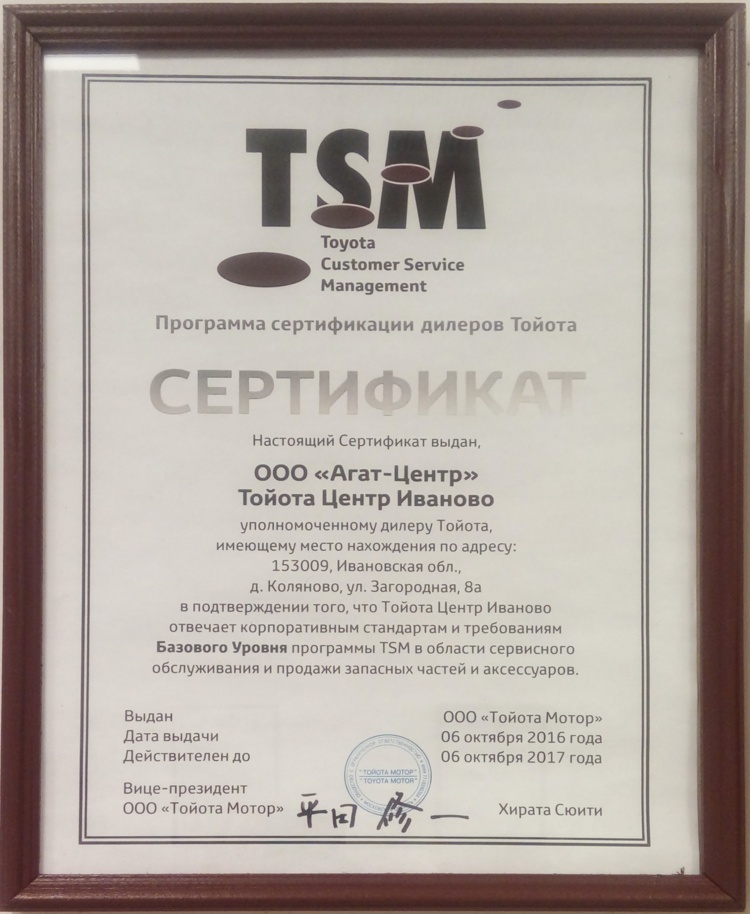 TSM
Toyota
Customer Service
Management
Программа сертификации дилеров Тойота
СЕРТИФИКАТ
Настоящий Сертификат выдан,
ООО «Агат-Центр»
Тойота Центр Иваново
уполномоченному дилеру Тойота,
имеющему место нахождения по адресу:
153009, Ивановская обл.,
д. Коляново, ул. Загородная, 8а
в подтверждении того, что Тойота Центр Иваново
отвечает корпоративным стандартам и требованиям
Базового Уровня программы TSM в области сервисного
обслуживания и продажи запасных частей и аксессуаров.
Выдан ООО «Тойота Мотор»
Дата выдачи 06 октября 2016 года
Действителен до 06 октября 2017 года
"ТОЙОТА МОТОР"
"TOYOTA MOTOR"
Вице-президент
ООО «Тойота Мотор» Хирата Сюити